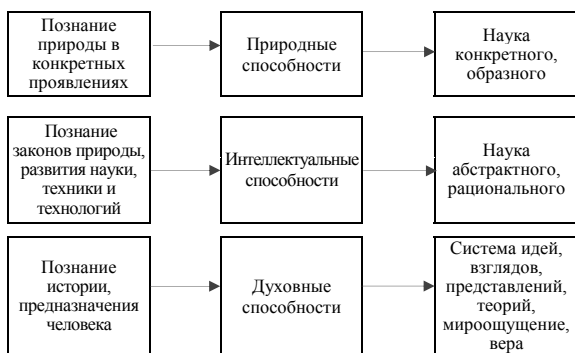 Познание
природы в
конкретных
проявлениях
Природные
способности
Наука
конкретного,
образного
Познание
законов природы,
развития науки,
техники и
технологий
Интеллектуальные
способности
Наука
абстрактного,
рационального
Познание
истории,
предназначения
человека
Духовные
способности
Система идей,
взглядов,
представлений,
теорий,
мироощущение,
вера